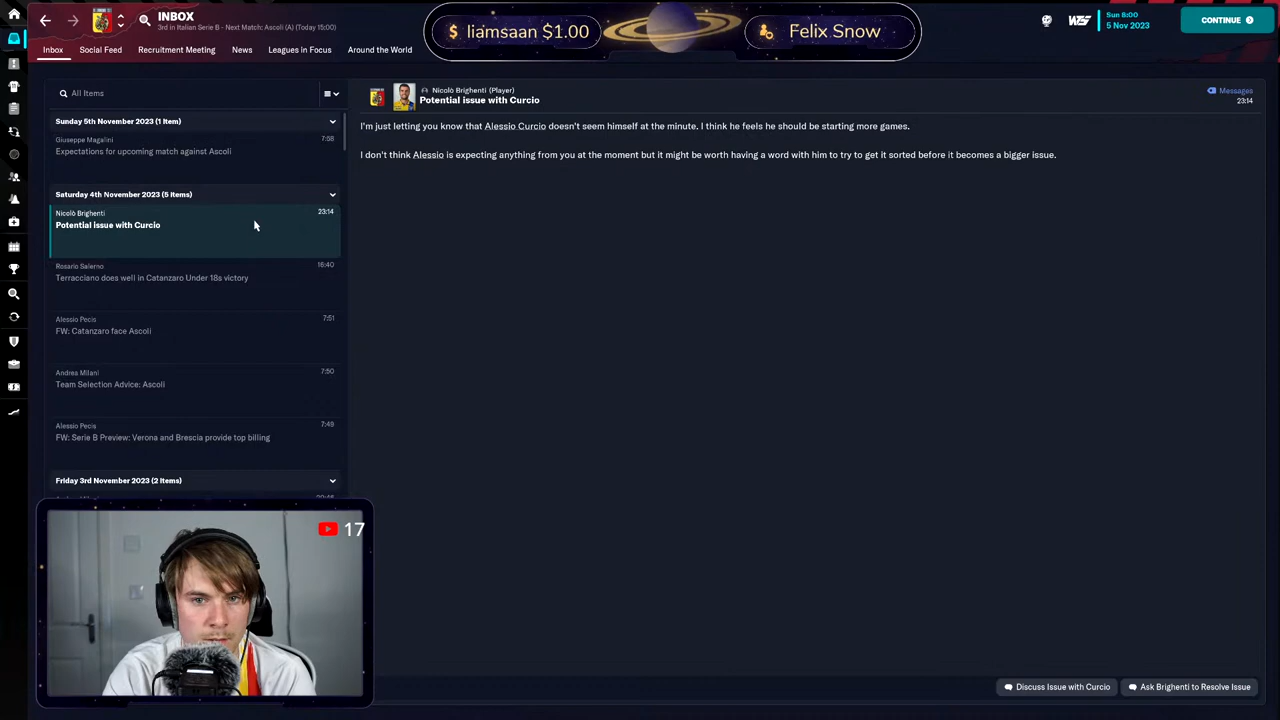 INBOX
3rd in Italian Serie B - Next Match: Ascoli (A) (Today 15:00)
$ liamsaan $1.00
Felix Snow
Sun 8:00
5 Nov 2023
CONTINUE
Inbox
Social Feed
Recruitment Meeting
News
Leagues in Focus
Around the World
All Items
Sunday 5th November 2023 (1 Item)
Giuseppe Magalini
7:58
Expectations for upcoming match against Ascoli
Saturday 4th November 2023 (5 Items)
Nicolò Brighenti
23:14
Potential issue with Curcio
Rosario Salerno
16:40
Terracciano does well in Catanzaro Under 18s victory
Alessio Pecis
7:51
FW: Catanzaro face Ascoli
Andrea Milani
7:50
Team Selection Advice: Ascoli
Alessio Pecis
7:49
FW: Serie B Preview: Verona and Brescia provide top billing
Friday 3rd November 2023 (2 Items)
17
Nicolò Brighenti (Player)
Potential issue with Curcio
Messages
23:14
I'm just letting you know that Alessio Curcio doesn't seem himself at the minute. I think he feels he should be starting more games.
I don't think Alessio is expecting anything from you at the moment but it might be worth having a word with him to try to get it sorted before it becomes a bigger issue.
Discuss Issue with Curcio
Ask Brighenti to Resolve Issue